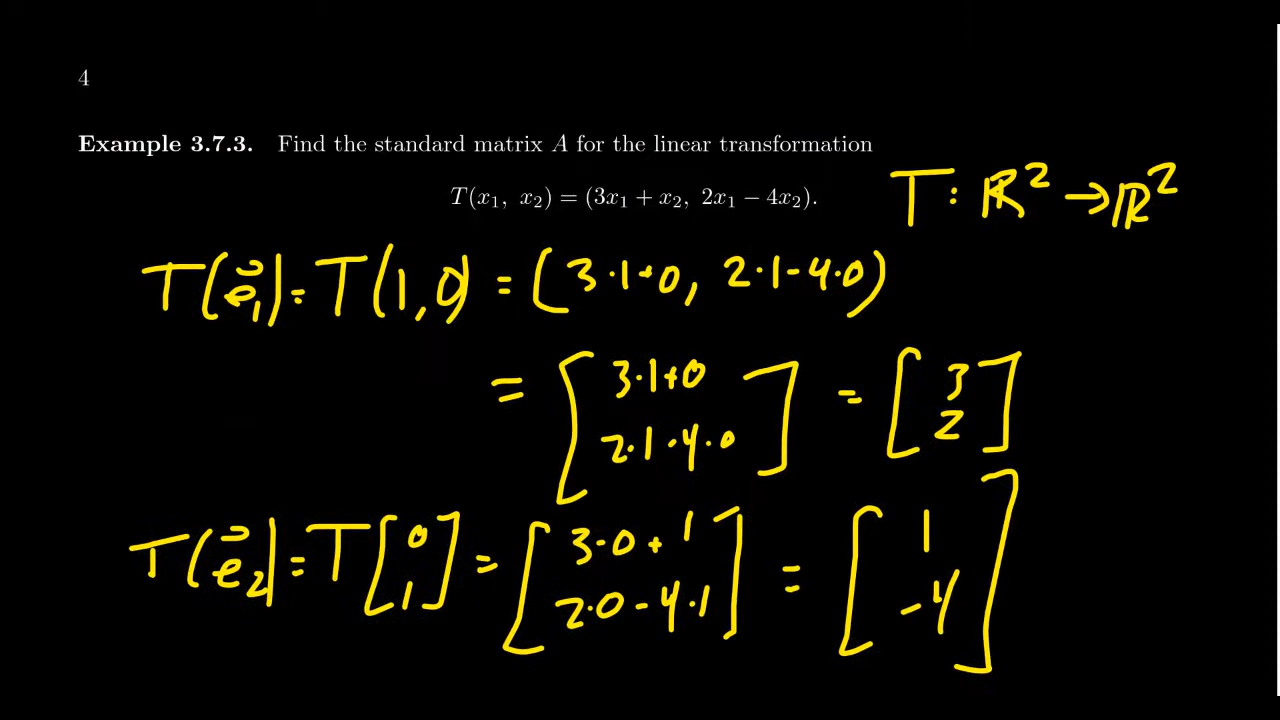 4
Example 3.7.3. Find the standard matrix A for the linear transformation
T(x₁, x₂) = (3x₁ + x₂, 2x₁ − 4x₂).
T : ℝ² → ℝ²
T(e⃗₁) = T(1,0) = (3·1+0, 2·1-4·0)
= [3·1+0
2·1-4·0] = [3
2]
T(e⃗₂) = T[0
1] = [3·0+1
2·0-4·1] = [1
-4]